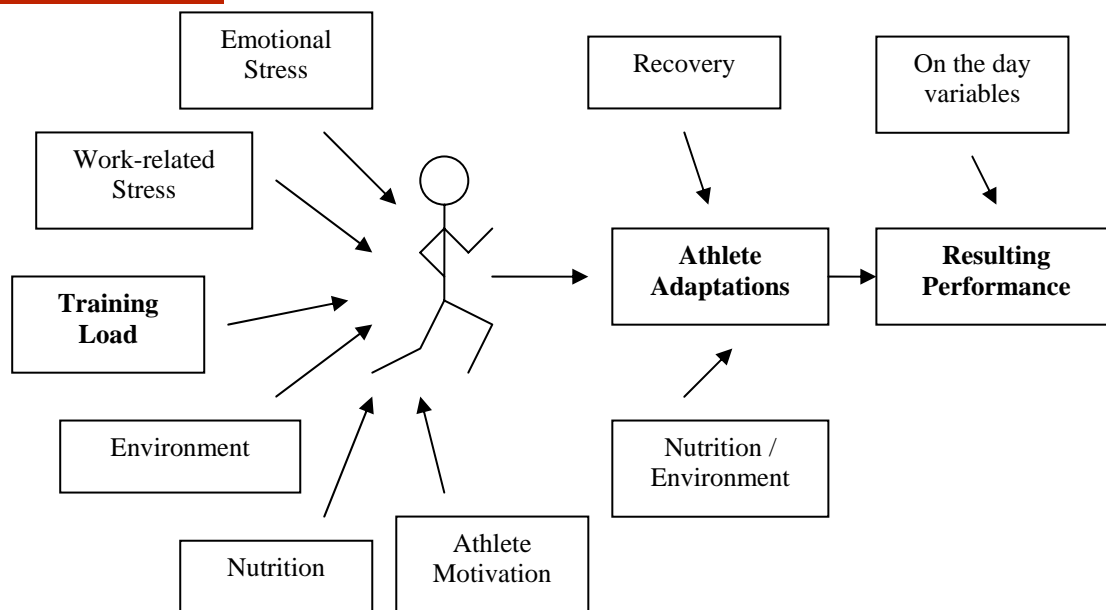 Emotional
Stress
Recovery
On the day
variables
Work-related
Stress
Training
Load
Athlete
Adaptations
Resulting
Performance
Environment
Nutrition /
Environment
Nutrition
Athlete
Motivation